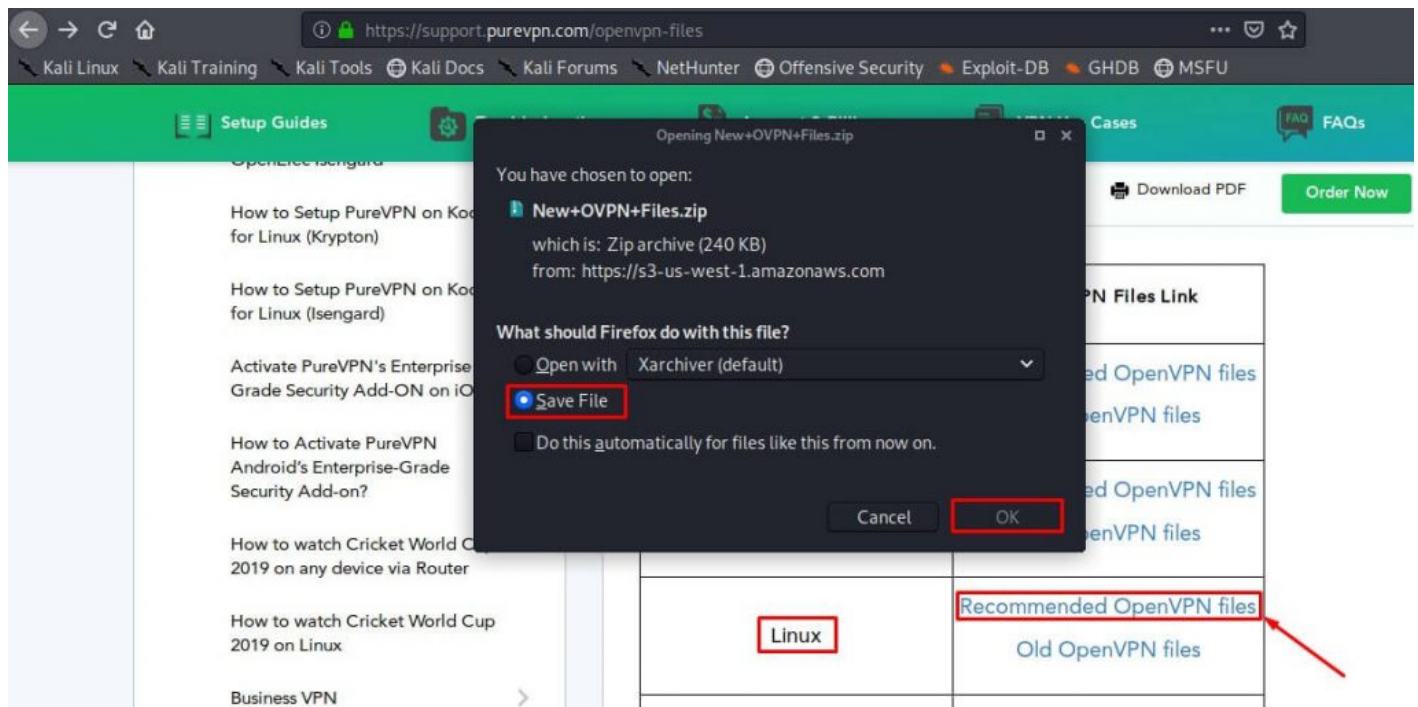 https://support.purevpn.com/openvpn-files
Kali Linux Kali Training Kali Tools Kali Docs Kali Forums NetHunter Offensive Security Exploit-DB GHDB MSFU
Setup Guides
Cases
FAQ
FAQs
Download PDF
Order Now
How to Setup PureVPN on
for Linux (Krypton)
How to Setup PureVPN on
for Linux (Isengard)
Activate PureVPN's Enterprise
Grade Security Add-ON on
How to Activate PureVPN
Android's Enterprise-Grade
Security Add-on?
How to watch Cricket World
2019 on any device via Router
How to watch Cricket World Cup
2019 on Linux
Business VPN
Opening New+OVPN+Files.zip
You have chosen to open:
New+OVPN+Files.zip
which is: Zip archive (240 KB)
from: https://s3-us-west-1.amazonaws.com
What should Firefox do with this file?
Open with Xarchiver (default)
Save File
Do this automatically for files like this from now on.
Cancel OK
Files Link
OpenVPN files
files
OpenVPN files
files
Linux
Recommended OpenVPN files
Old OpenVPN files